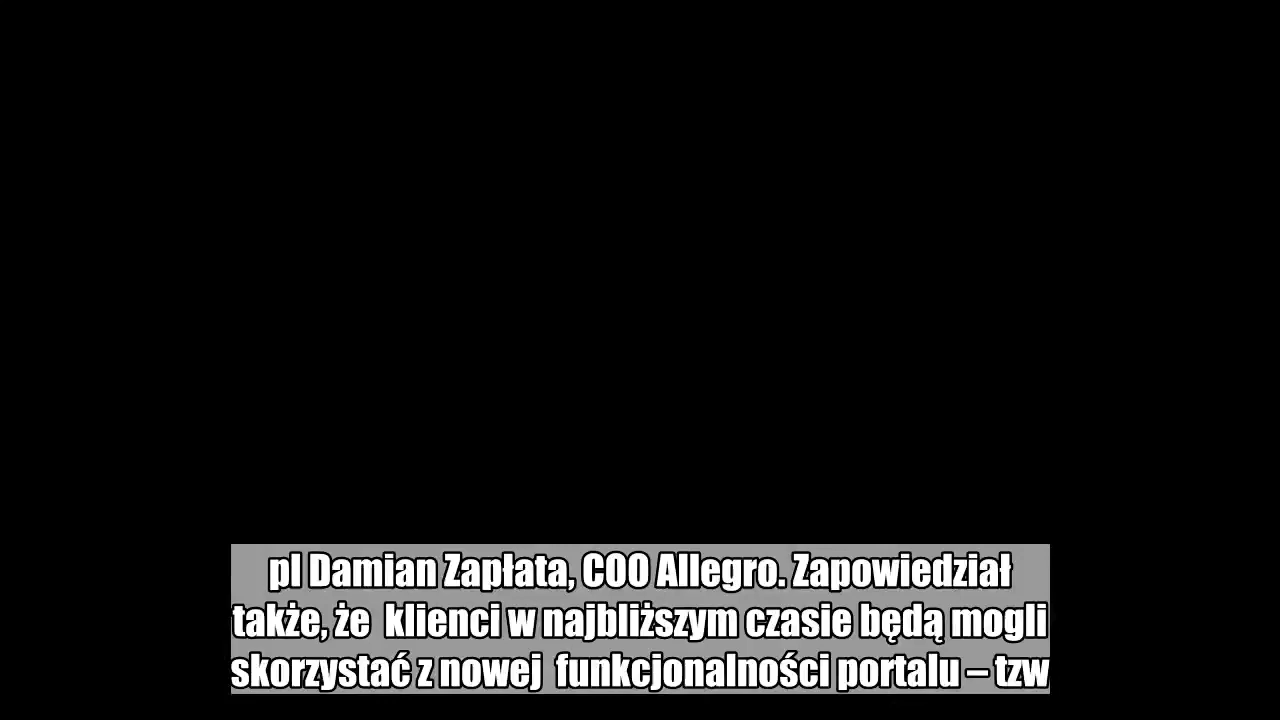 pl Damian Zapłata, COO Allegro. Zapowiedział
także, że  klienci w najbliższym czasie będą mogli
skorzystać z nowej  funkcjonalności portalu – tzw